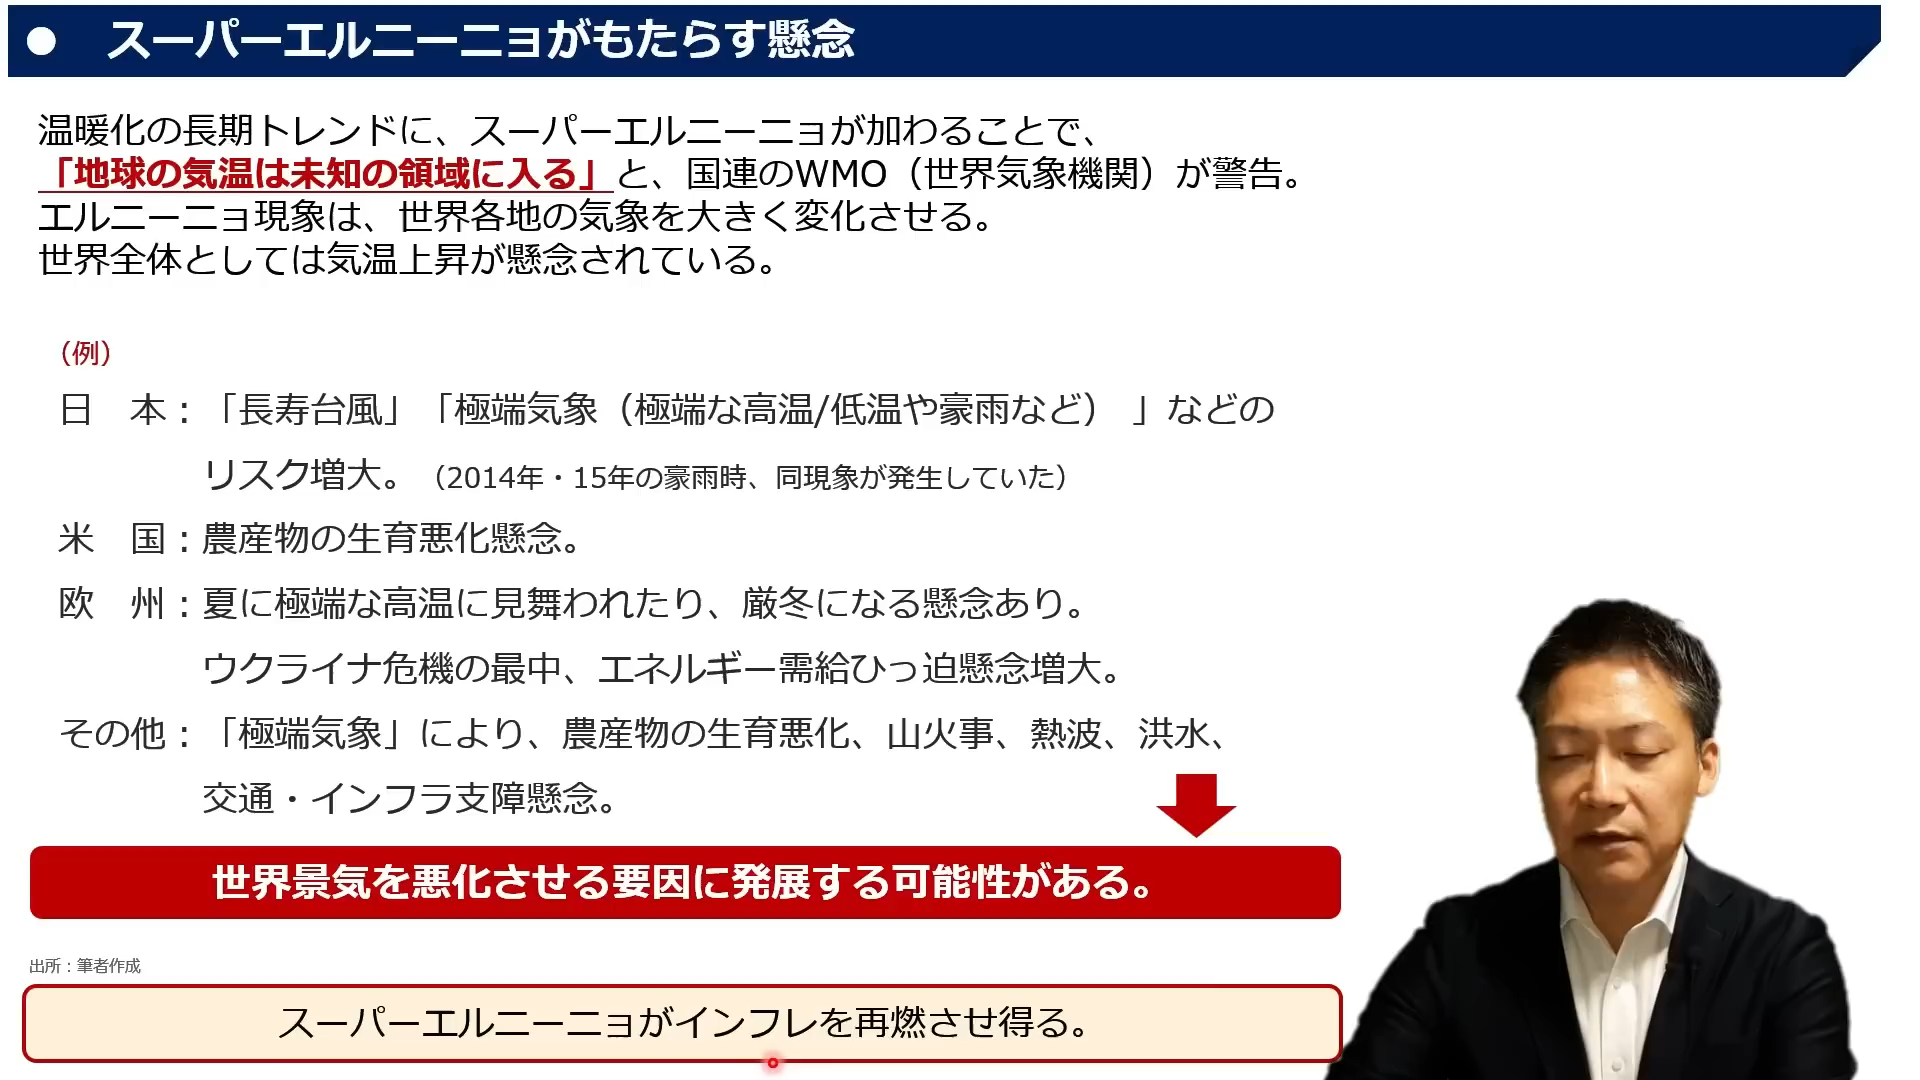 ● スーパーエルニーニョがもたらす懸念
温暖化の長期トレンドに、スーパーエルニーニョが加わることで、
「地球の気温は未知の領域に入る」と、国連のWMO（世界気象機関）が警告。
エルニーニョ現象は、世界各地の気象を大きく変化させる。
世界全体としては気温上昇が懸念されている。
（例）
日　本：「長寿台風」「極端気象（極端な高温/低温や豪雨など） 」などの
リスク増大。（2014年・15年の豪雨時、同現象が発生していた）
米　国：農産物の生育悪化懸念。
欧　州：夏に極端な高温に見舞われたり、厳冬になる懸念あり。
ウクライナ危機の最中、エネルギー需給ひっ迫懸念増大。
その他：「極端気象」により、農産物の生育悪化、山火事、熱波、洪水、
交通・インフラ支障懸念。
世界景気を悪化させる要因に発展する可能性がある。
出所：筆者作成
スーパーエルニーニョがインフレを再燃させ得る。